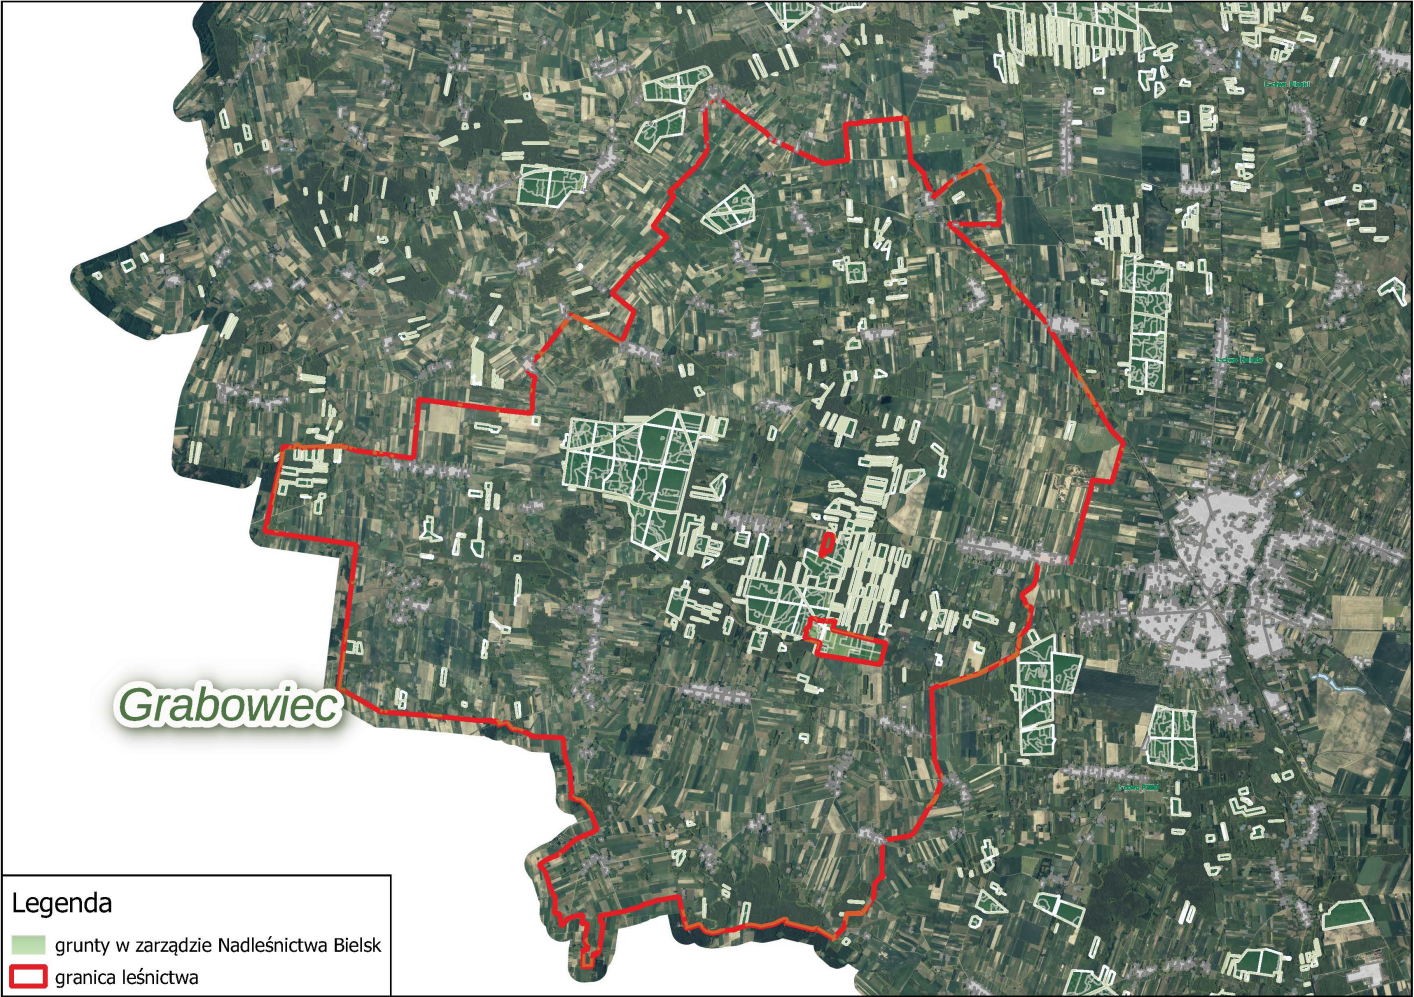 Grabowiec
Legenda
grunty w zarządzie Nadleśnictwa Bielsk
granica leśnictwa